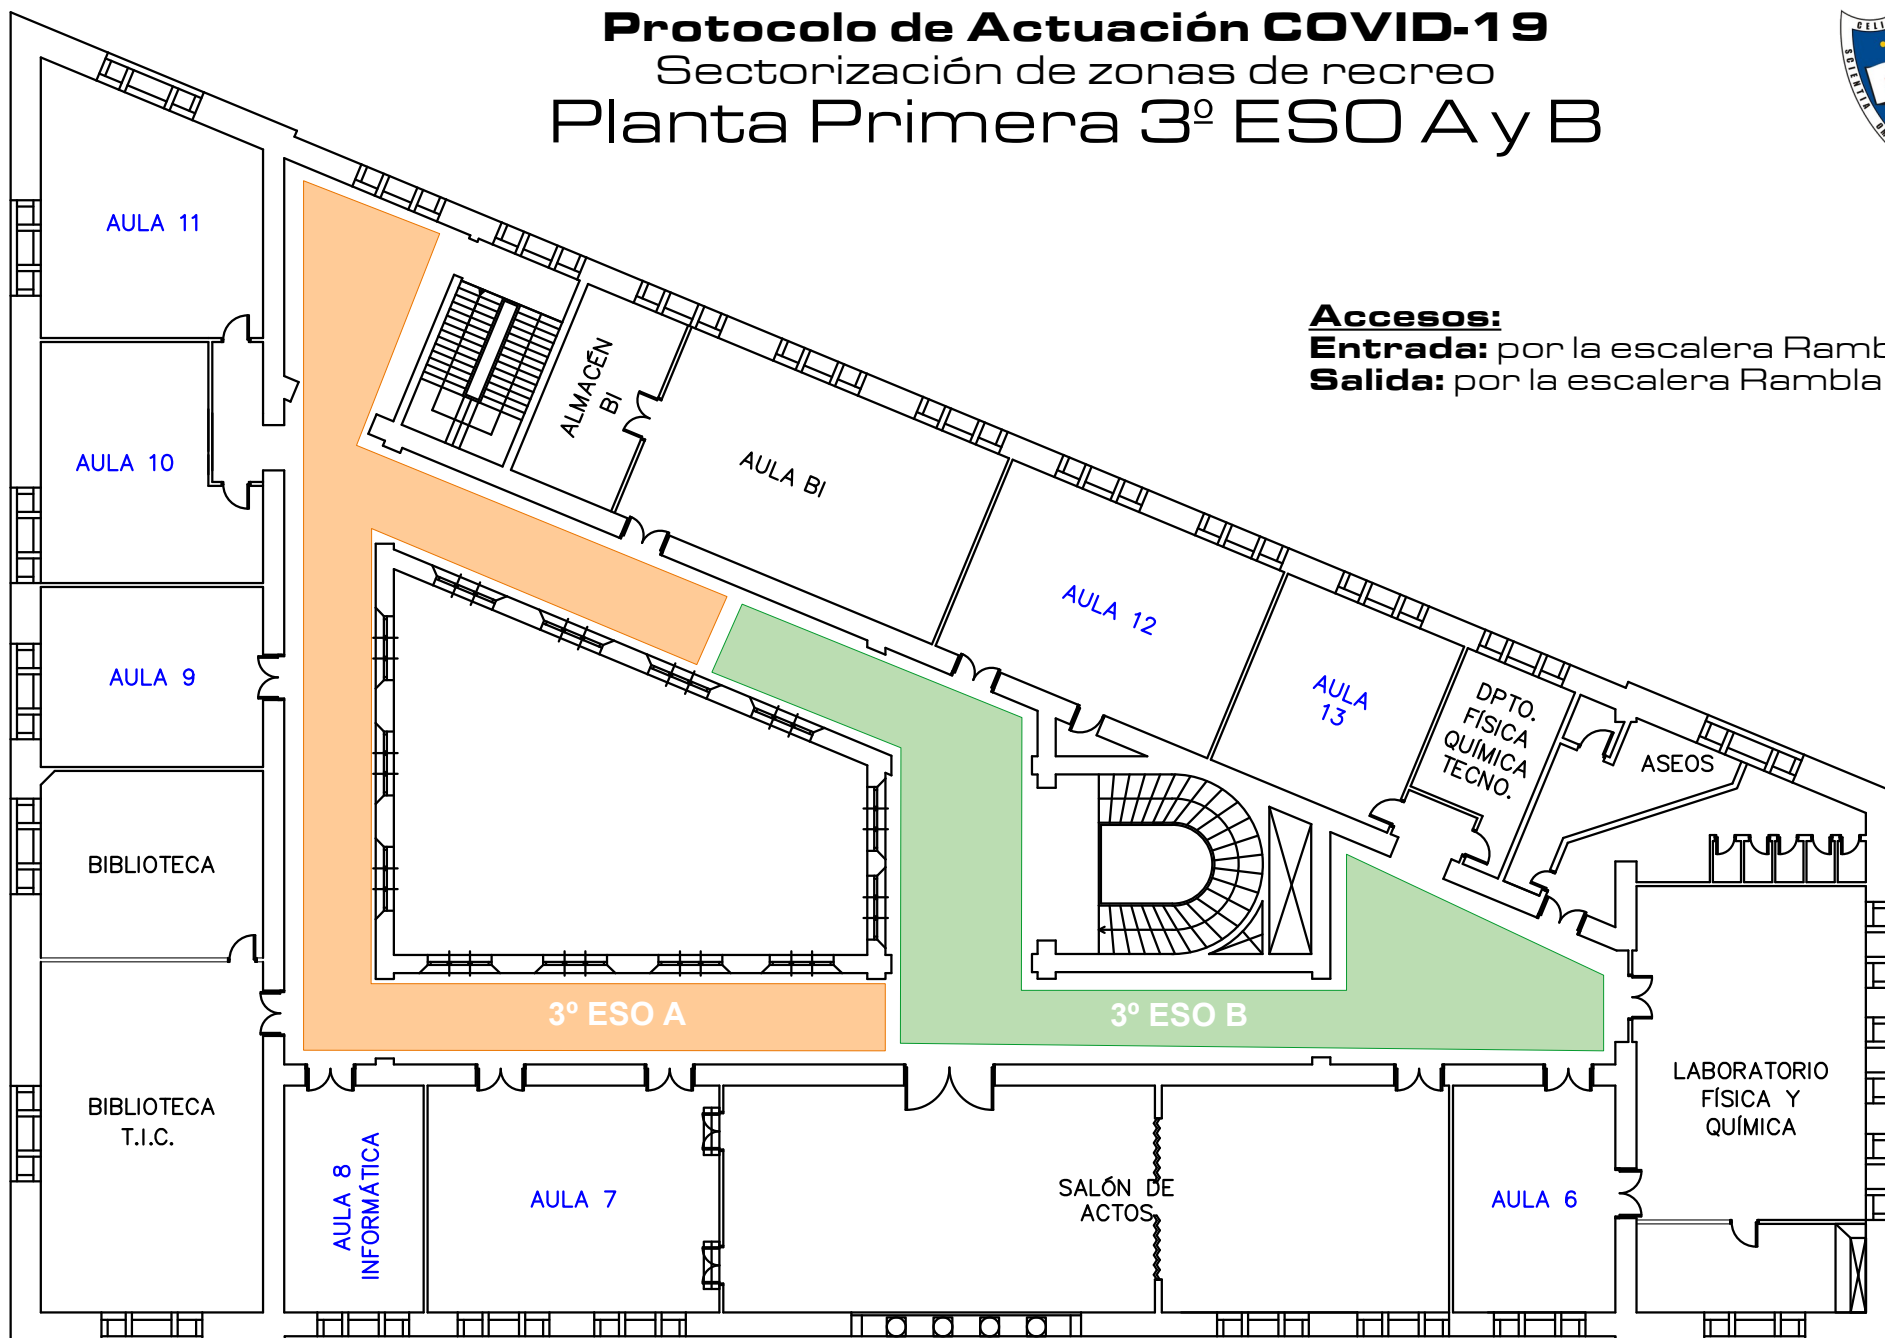 Protocolo de Actuación COVID-19
Sectorización de zonas de recreo
Planta Primera 3º ESO A y B
Accesos:
Entrada: por la escalera
Salida: por la escalera Rambla
AULA 11
AULA 10
AULA 9
BIBLIOTECA
BIBLIOTECA
T.I.C.
ALMACÉN
BI
AULA BI
AULA 12
AULA
13
DPTO.
FÍSICA
QUÍMICA
TECNO.
ASEOS
3º ESO A
3º ESO B
LABORATORIO
FÍSICA Y
QUÍMICA
AULA 8
INFORMÁTICA
AULA 7
SALÓN DE
ACTOS
AULA 6